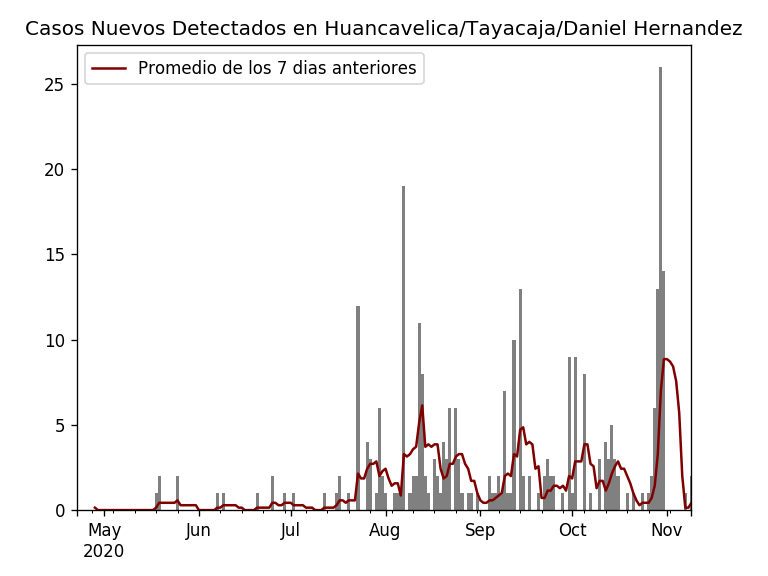 Casos Nuevos Detectados en Huancavelica/Tayacaja/Daniel Hernandez
Promedio de los 7 dias anteriores
25
20
15
10
5
0
May Jun Jul Aug Sep Oct Nov
2020